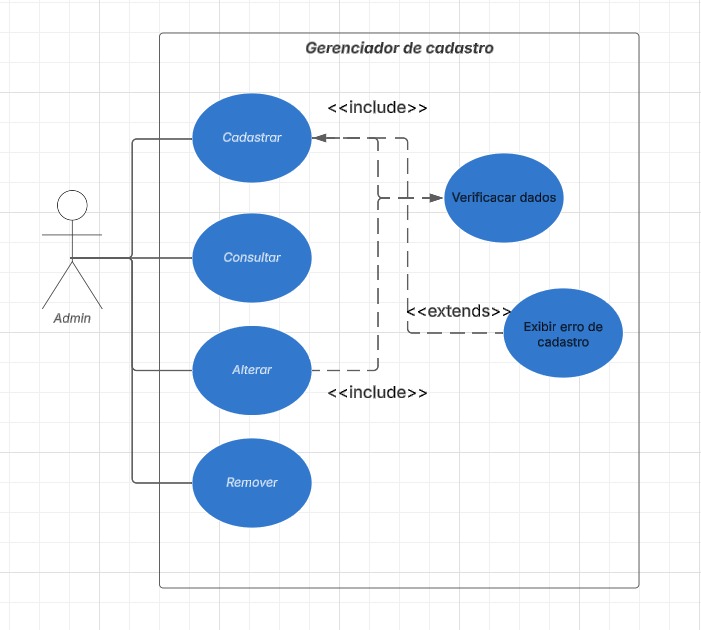 Gerenciador de cadastro
<<include>>
Cadastrar
Verificacar dados
Consultar
Admin
<<extends>>
Exibir erro de
cadastro
Alterar
<<include>>
Remover